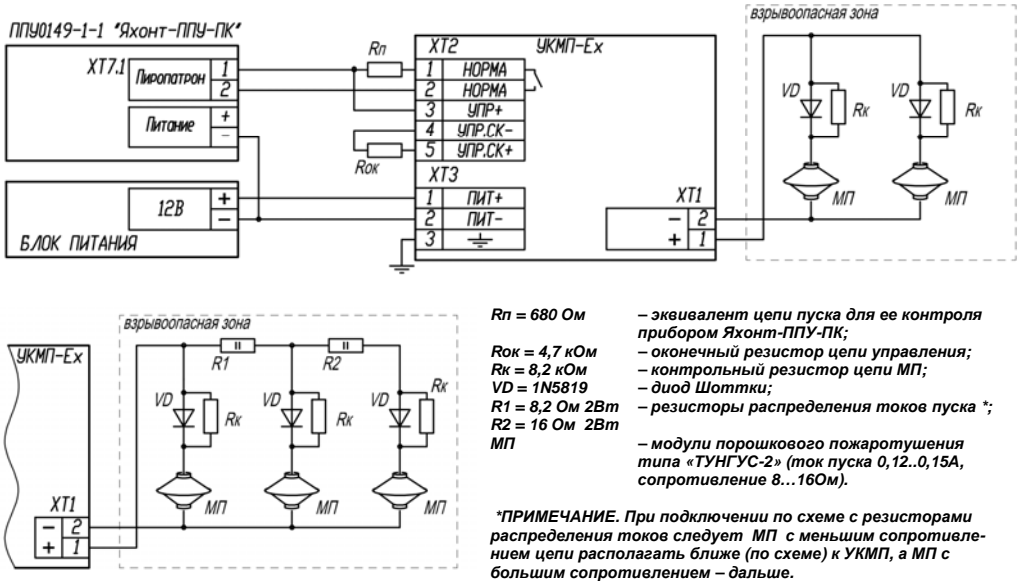 взрывоопасная зона
ППУ0149-1-1 "Яхонт-ППУ-ПК"
Rп
XT2
УКМП-Ex
XT7.1
Пиропатрон
1
2
1 НОРМА
2 НОРМА
3 УПР+
4 УПР.СК-
5 УПР.СК+
Питание
+
−
Rок
VD
Rк
VD
Rк
МП
МП
XT3
1 ПИТ+
2 ПИТ-
3
12В
+
−
БЛОК ПИТАНИЯ
XT1
− 2
+ 1
взрывоопасная зона
УКМП-Ex
R1
R2
VD
Rк
VD
Rк
VD
Rк
МП
МП
МП
XT1
− 2
+ 1
Rп = 680 Ом – эквивалент цепи пуска для ее контроля
прибором Яхонт-ППУ-ПК;
Rок = 4,7 кОм – оконечный резистор цепи управления;
Rк = 8,2 кОм – контрольный резистор цепи МП;
VD = 1N5819 – диод Шоттки;
R1 = 8,2 Ом 2Вт – резисторы распределения токов пуска *;
R2 = 16 Ом 2Вт
МП – модули порошкового пожаротушения
типа «ТУНГУС-2» (ток пуска 0,12..0,15А,
сопротивление 8…16Ом).
*ПРИМЕЧАНИЕ. При подключении по схеме с резисторами
распределения токов следует МП с меньшим сопротивле-
нием цепи располагать ближе (по схеме) к УКМП, а МП с
большим сопротивлением – дальше.